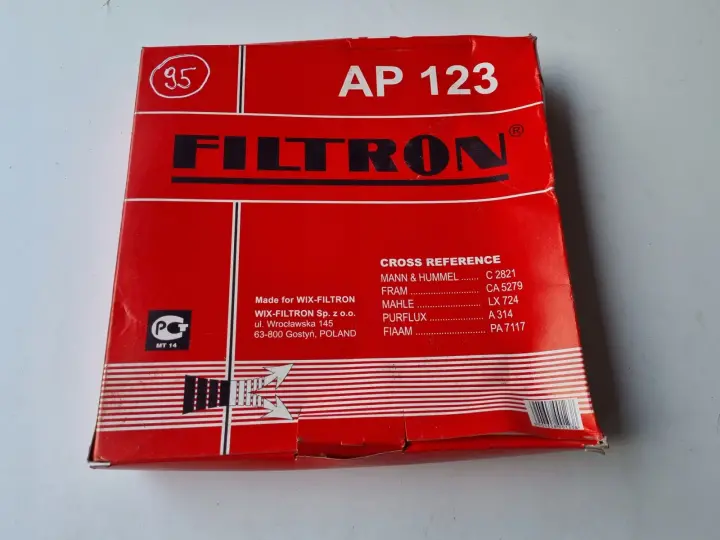 95
AP 123
FILTRON®
CROSS REFERENCE
MANN & HUMMEL ....... C 2821
FRAM ............................ CA 5279
MAHLE .......................... LX 724
PURFLUX ...................... A 314
FIAAM ............................ PA 7117
Made for WIX-FILTRON
WIX-FILTRON Sp. z o.o.
ul. Wrocławska 145
63-800 Gostyń, POLAND
PCT
MT 14